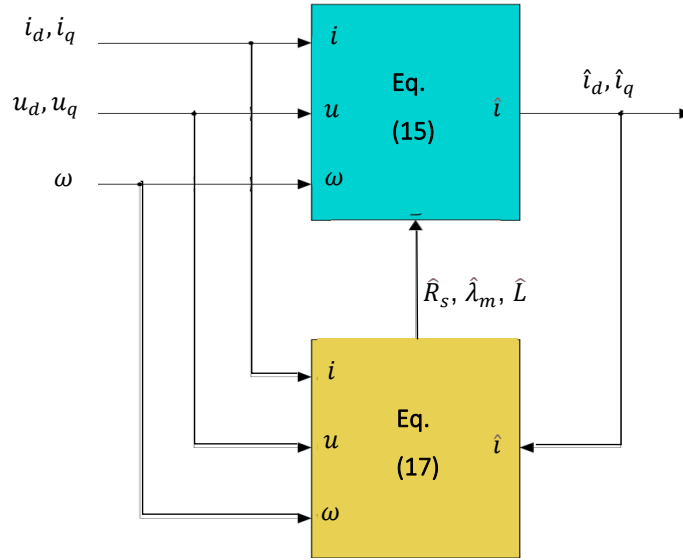 i_d, i_q
i
u_d, u_q
u
ω
ω
Eq.
(15)
î
î_d, î_q
R̂_s, λ̂_m, L̂
i
u
ω
Eq.
(17)
î